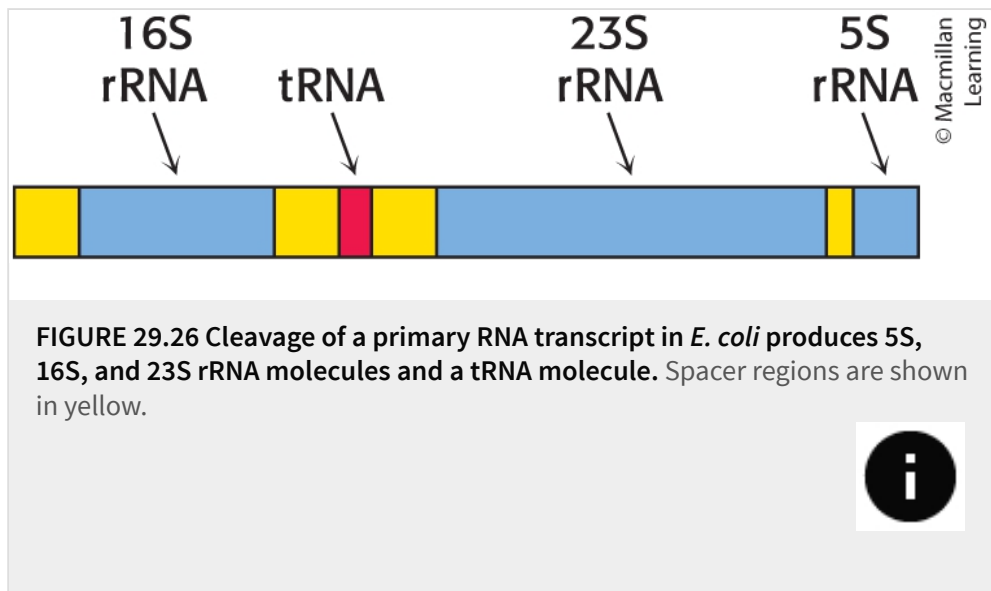 16S
rRNA
tRNA
23S
rRNA
5S
rRNA
© Macmillan
Learning
FIGURE 29.26 Cleavage of a primary RNA transcript in E. coli produces 5S,
16S, and 23S rRNA molecules and a tRNA molecule. Spacer regions are shown
in yellow.
i